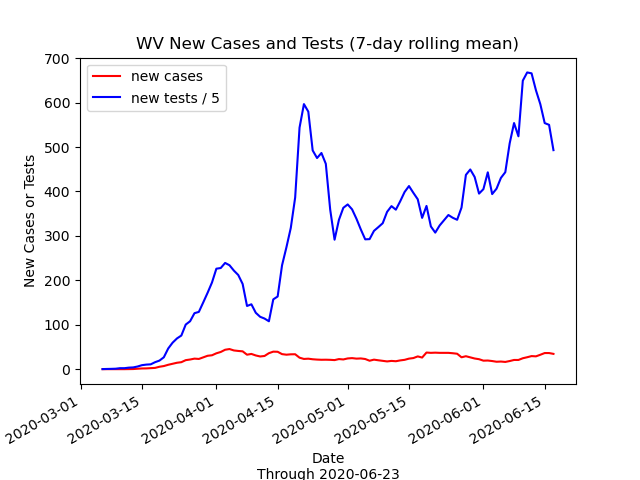 WV New Cases and Tests (7-day rolling mean)
new cases
new tests / 5
700
600
500
400
300
200
100
0
New Cases or Tests
2020-03-01
2020-03-15
2020-04-01
2020-04-15
2020-05-01
2020-05-15
2020-06-01
2020-06-15
Date
Through 2020-06-23